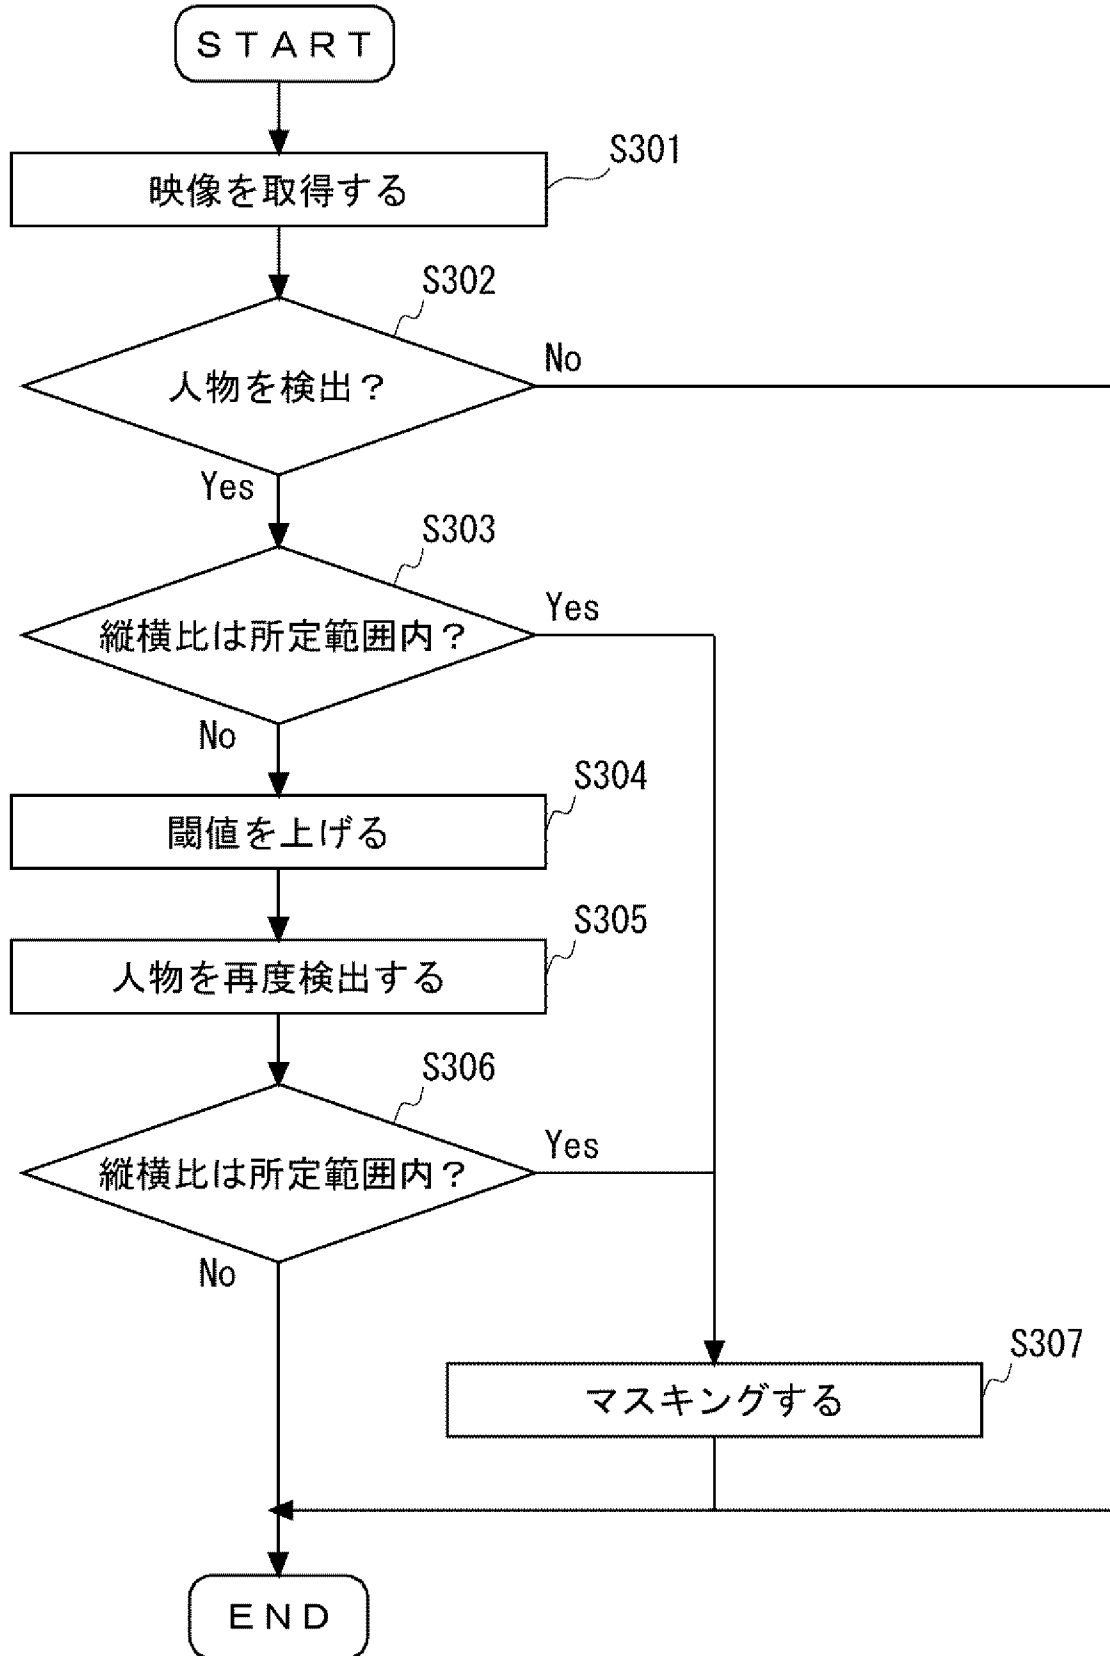 START
S301
映像を取得する
S302
人物を検出？
No
Yes
S303
縦横比は所定範囲内？
Yes
No
S304
閾値を上げる
S305
人物を再度検出する
S306
縦横比は所定範囲内？
Yes
No
S307
マスキングする
END